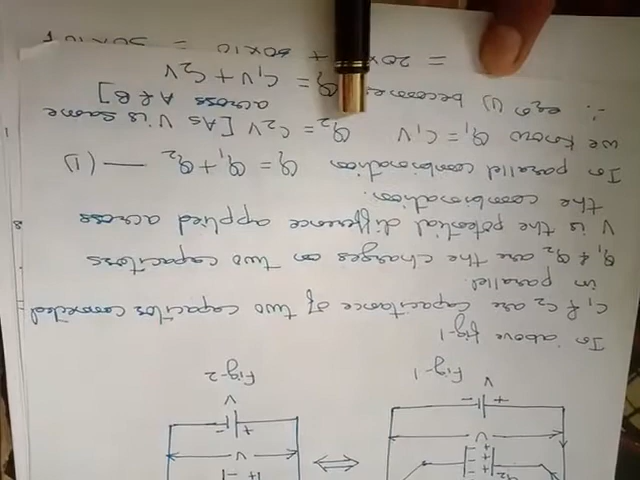 V
V
+ -
+ -
V
V
Fig-1
Fig-2
In above fig-1
C₁ & C₂ are capacitance of two capacitor connected
in parallel.
Q₁ & Q₂ are the charges on two capacitors
V is the potential difference applied across
the combination.
In parallel combination Q = Q₁ + Q₂ — (1)
we know Q₁ = C₁V Q₂ = C₂V [As V is same
across A & B]
∴ eqn (1) becomes Q = C₁V + C₂V